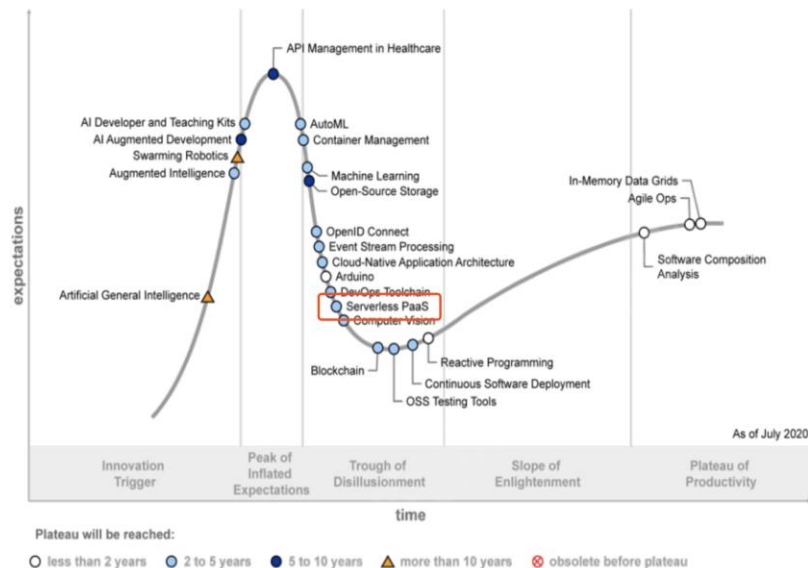 API Management in Healthcare
AI Developer and Teaching Kits
AutoML
AI Augmented Development
Container Management
Swarming Robotics
Augmented Intelligence
Machine Learning
Open-Source Storage
In-Memory Data Grids
Agile Ops
OpenID Connect
Event Stream Processing
Cloud-Native Application Architecture
Software Composition
Analysis
Arduino
Artificial General Intelligence
DevOps Toolchain
Serverless PaaS
Computer Vision
Reactive Programming
Blockchain
Continuous Software Deployment
OSS Testing Tools
expectations
As of July 2020
Innovation
Trigger
Peak of
Inflated
Expectations
Trough of
Disillusionment
Slope of
Enlightenment
Plateau of
Productivity
time
Plateau will be reached:
less than 2 years
2 to 5 years
5 to 10 years
more than 10 years
obsolete before plateau